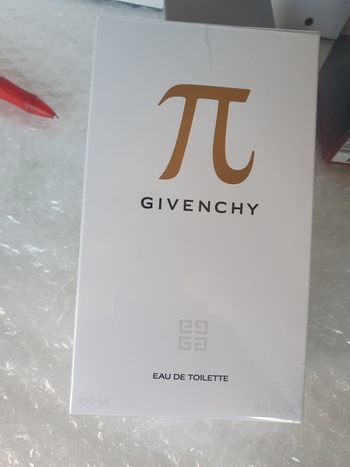 π
GIVENCHY
EAU DE TOILETTE
100 ML
3.3 FL.OZ